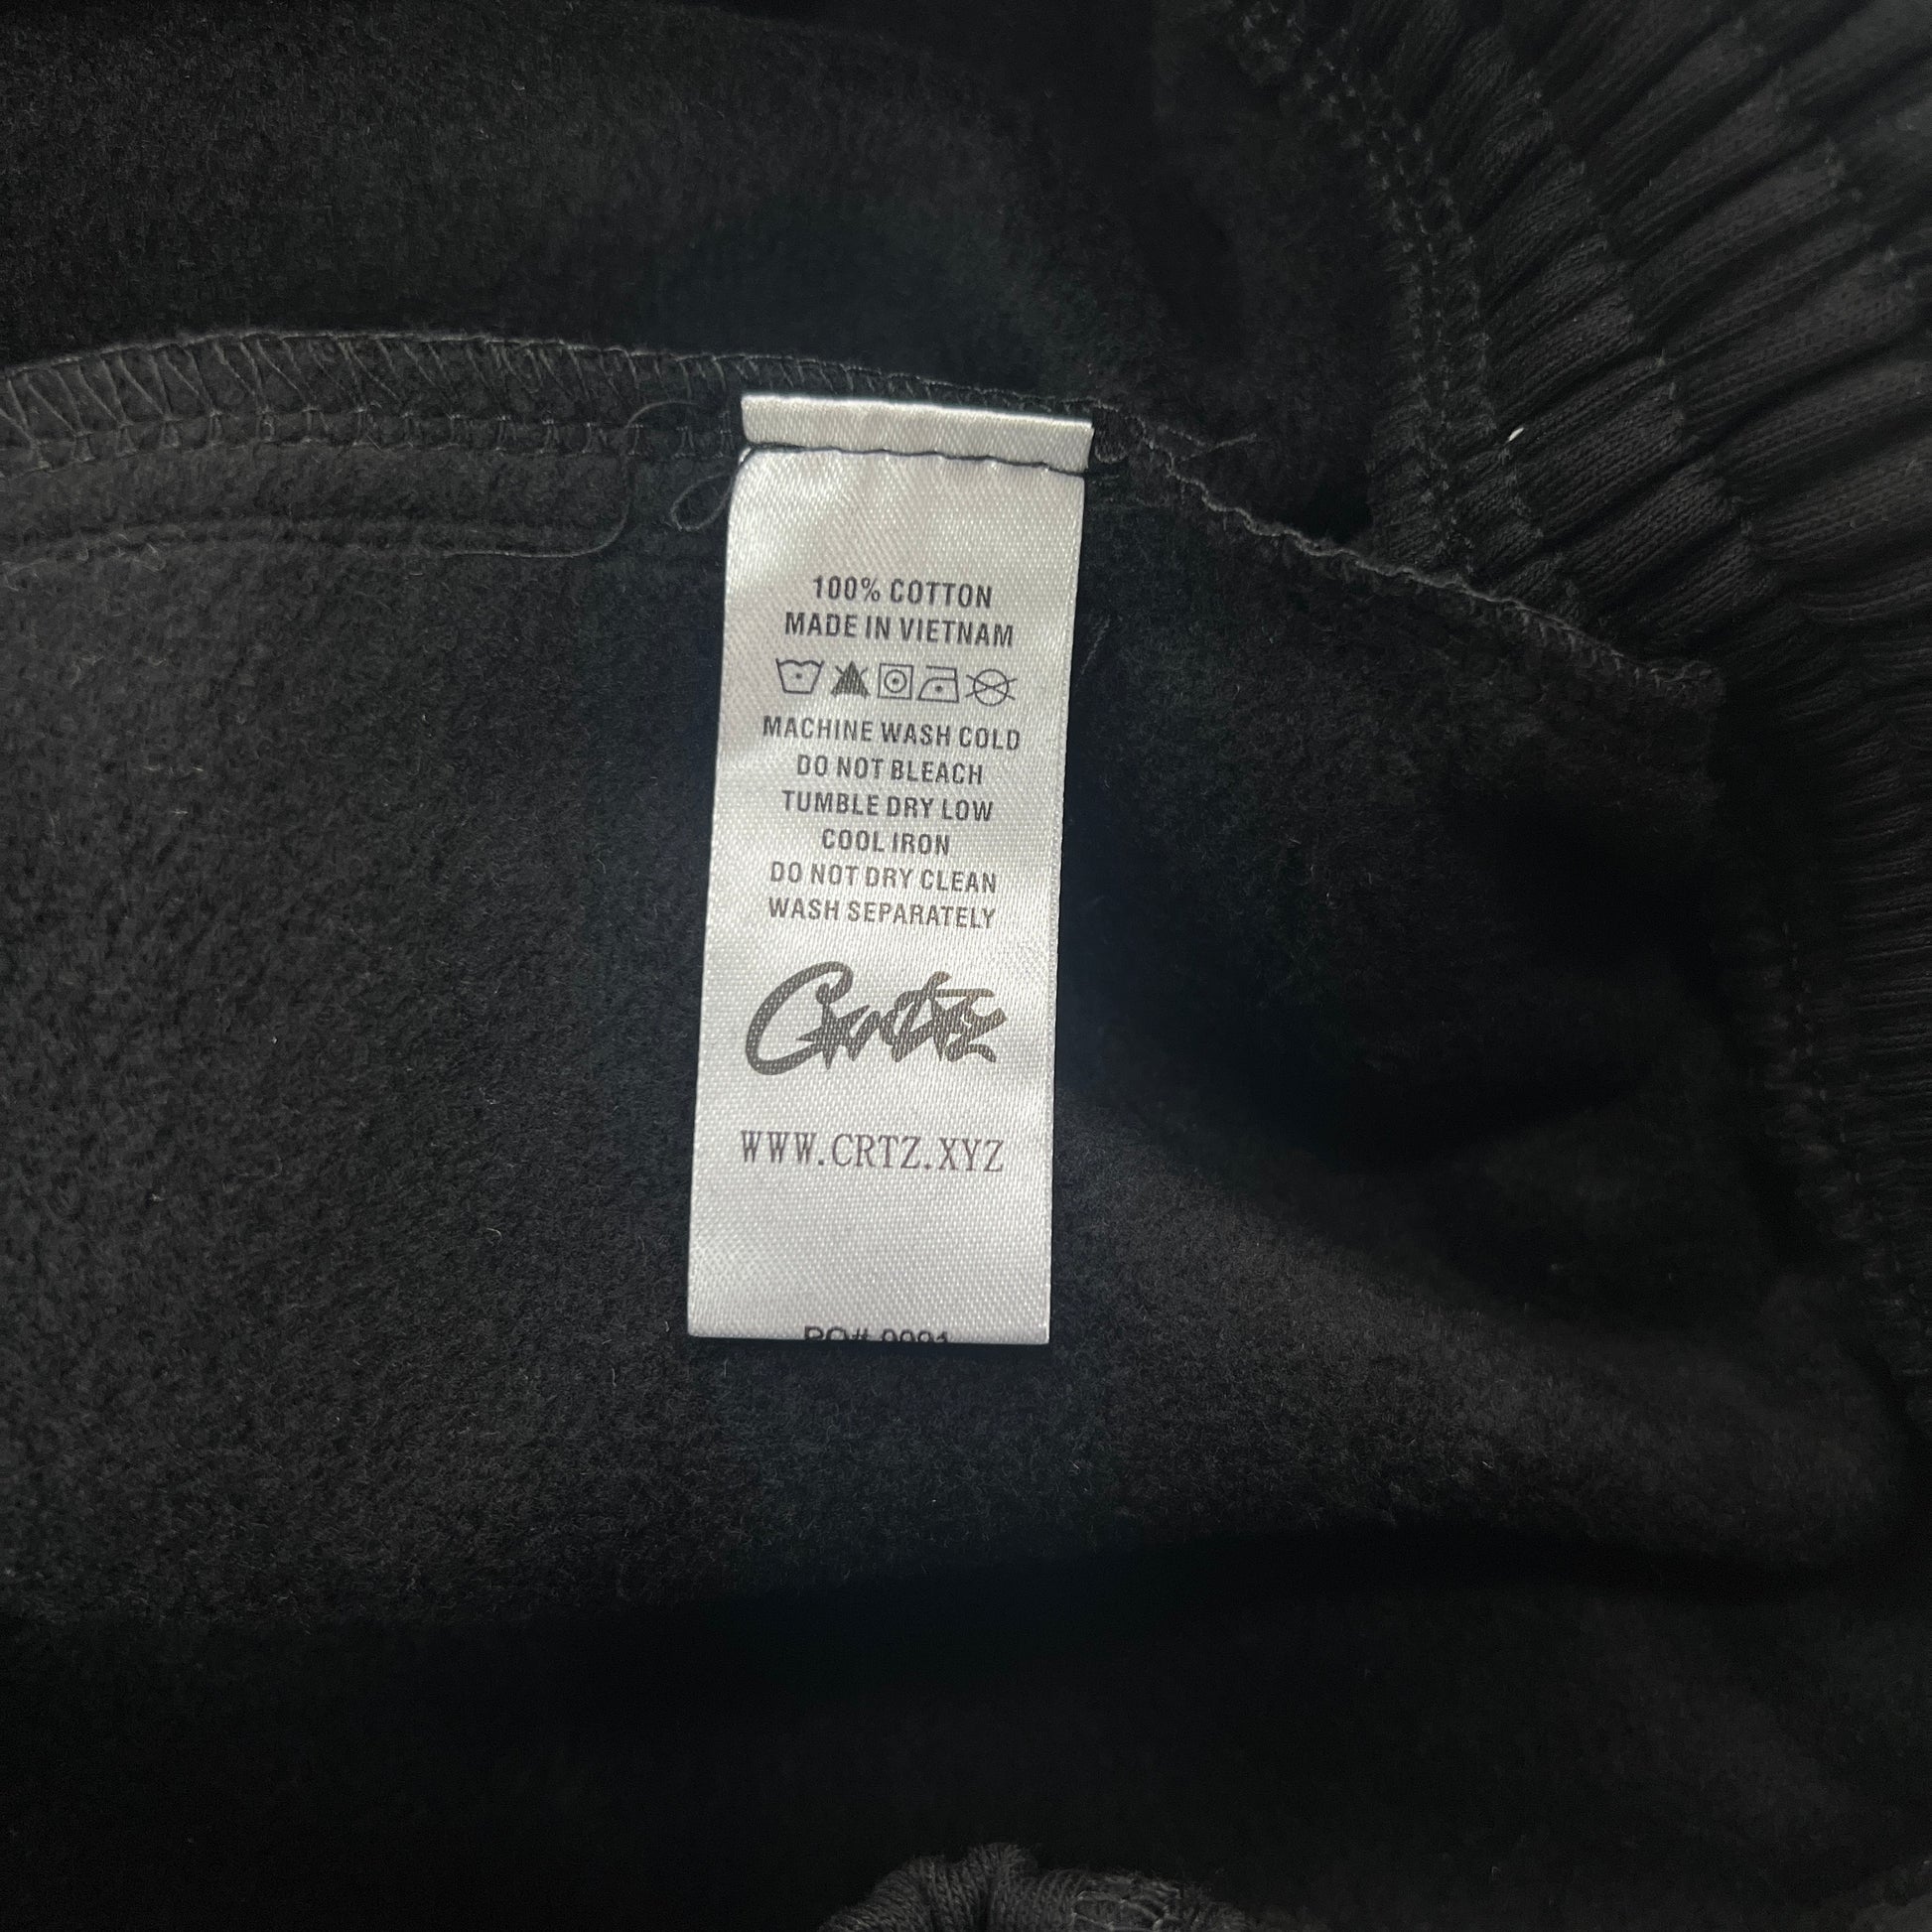 100% COTTON
MADE IN VIETNAM
MACHINE WASH COLD
DO NOT BLEACH
TUMBLE DRY LOW
COOL IRON
DO NOT DRY CLEAN
WASH SEPARATELY
Crtz
WWW.CRTZ.XYZ